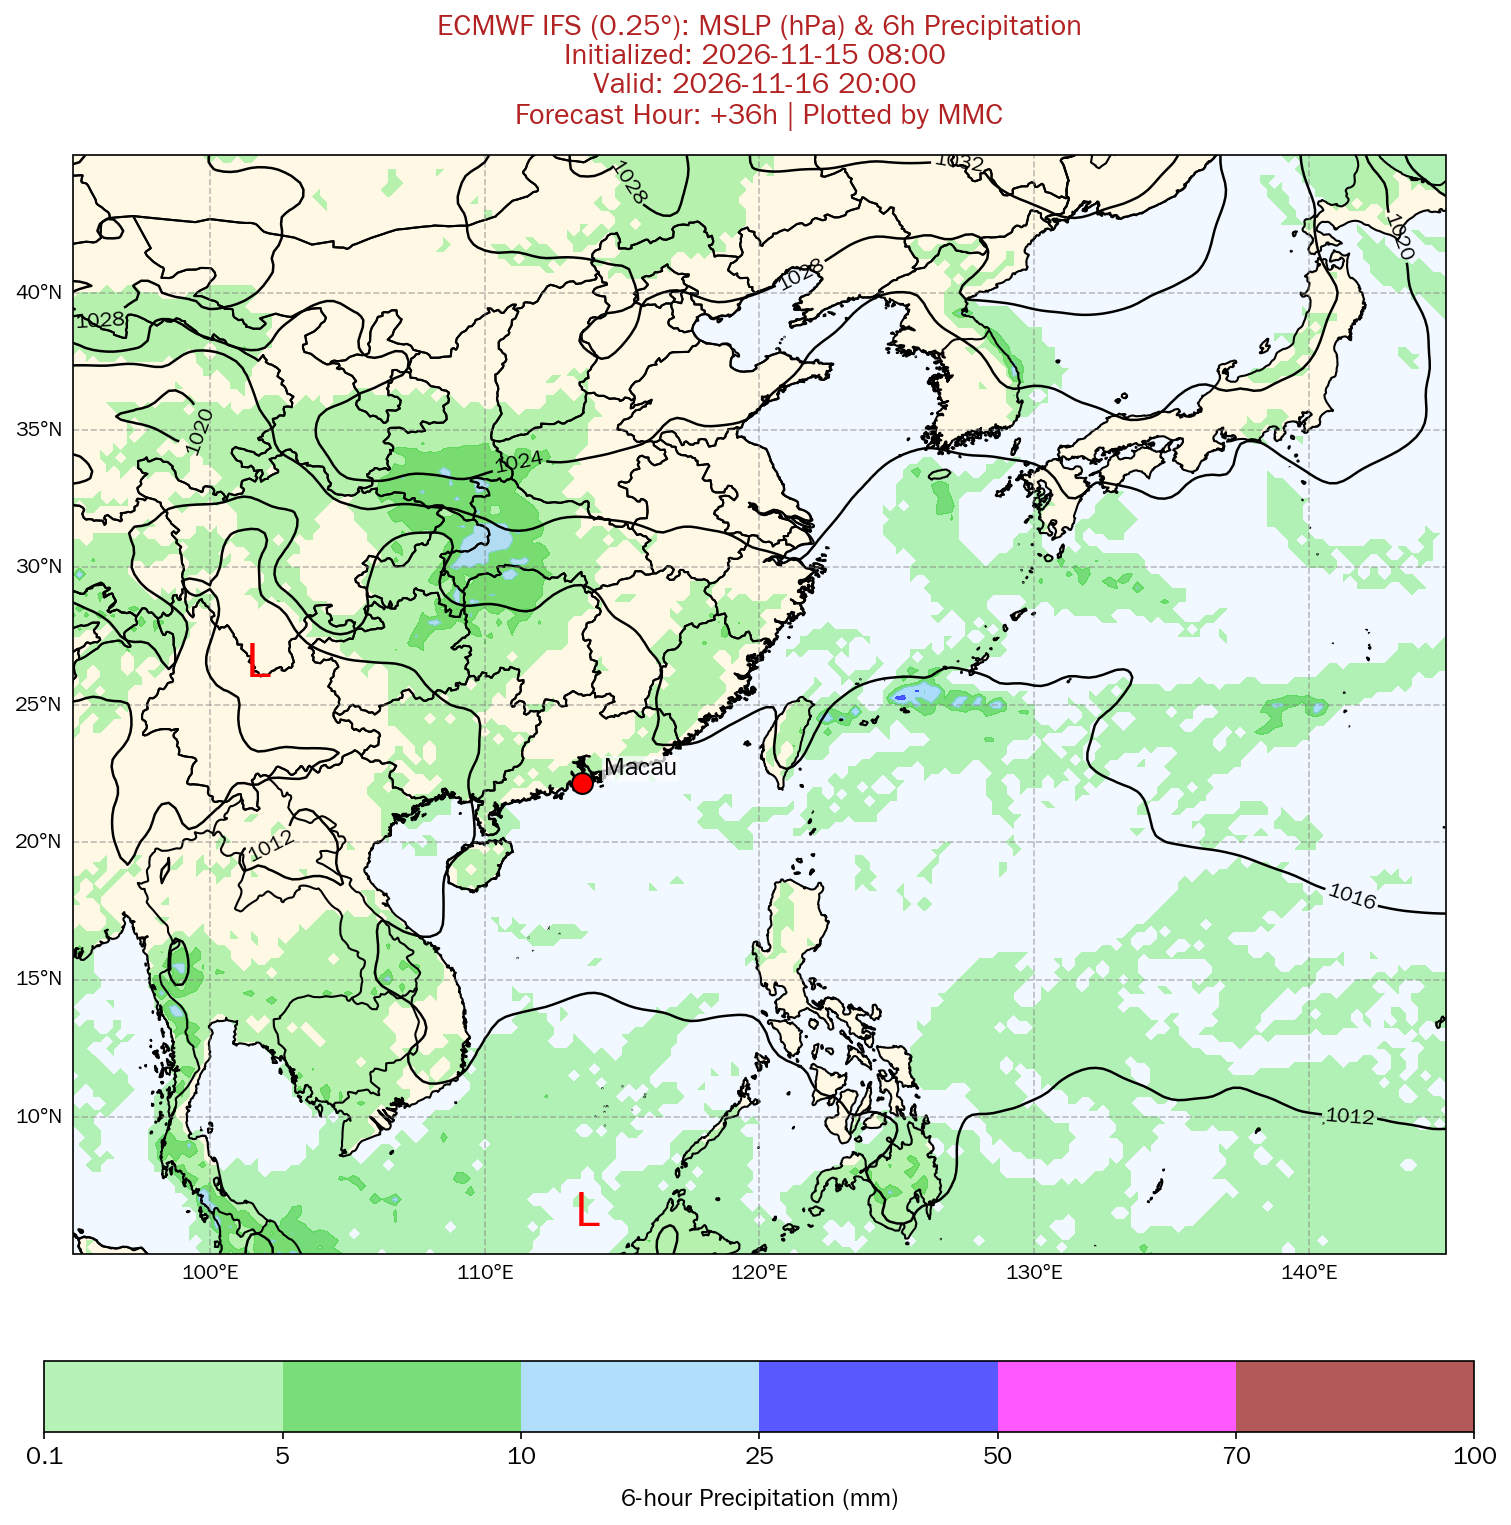 ECMWF IFS (0.25°): MSLP (hPa) & 6h Precipitation
Initialized: 2026-11-15 08:00
Valid: 2026-11-16 20:00
Forecast Hour: +36h | Plotted by MMC
1032
1028
1020
1028
40°N
1028
1020
35°N
1024
30°N
L
25°N
Macau
20°N
1012
1016
15°N
10°N
1012
L
100°E 110°E 120°E 130°E 140°E
0.1 5 10 25 50 70 100
6-hour Precipitation (mm)